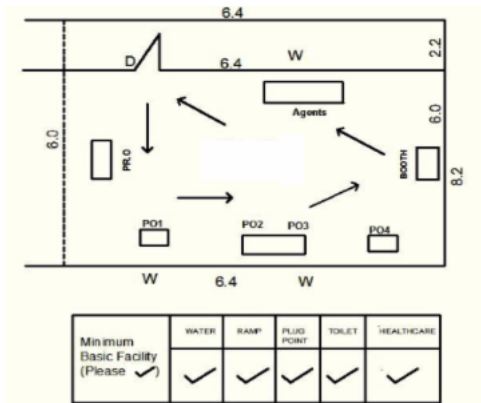 6.4
2.2
D
6.4
W
Agents
6.0
6.0
PR.O
BOOTH
8.2
PO1
PO2
PO3
PO4
W
6.4
W
Minimum
Basic Facility
(Please ✓)
WATER
RAMP
PLUG
POINT
TOILET
HEALTHCARE
✓ ✓ ✓ ✓ ✓